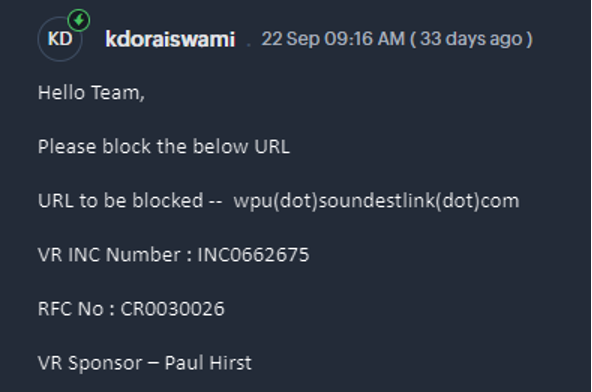 KD kdoraiswami . 22 Sep 09:16 AM ( 33 days ago )
Hello Team,
Please block the below URL
URL to be blocked -- wpu(dot)soundestlink(dot)com
VR INC Number : INC0662675
RFC No : CR0030026
VR Sponsor – Paul Hirst